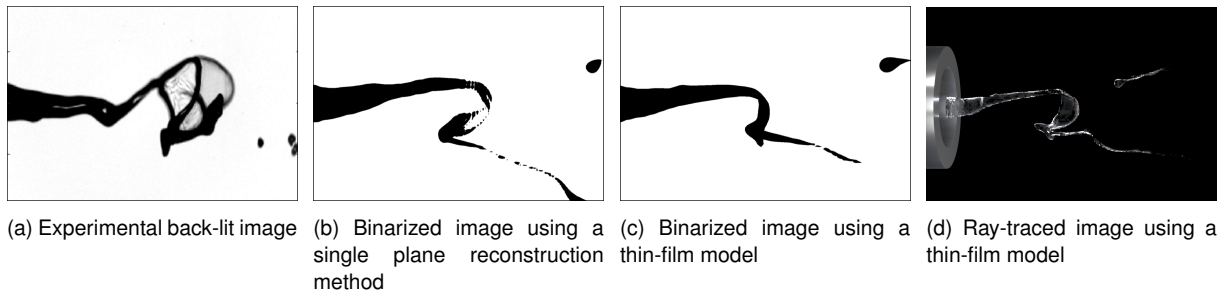 (a) Experimental back-lit image
(b) Binarized image using a
single plane reconstruction
method
(c) Binarized image using a
thin-film model
(d) Ray-traced image using a
thin-film model